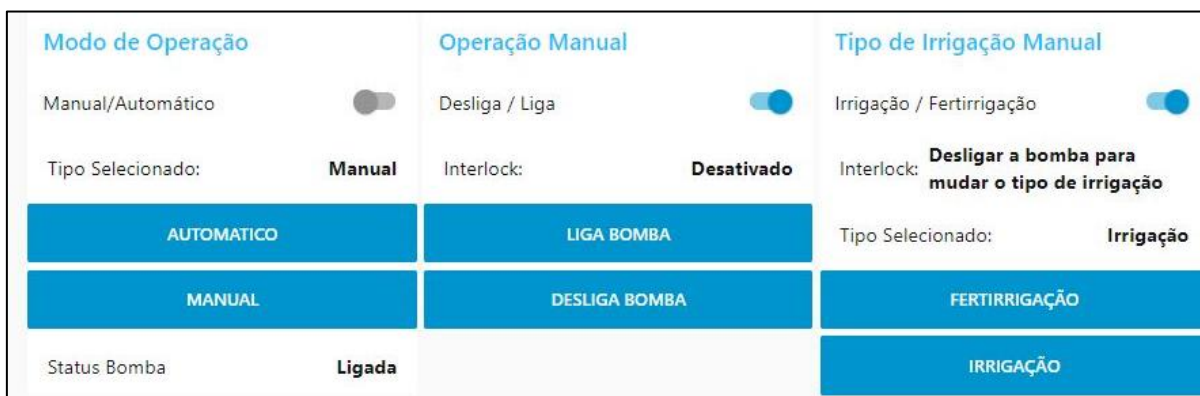 Modo de Operação
Manual/Automático
Tipo Selecionado: Manual
AUTOMATICO
MANUAL
Status Bomba Ligada
Operação Manual
Desliga / Liga
Interlock: Desativado
LIGA BOMBA
DESLIGA BOMBA
Tipo de Irrigação Manual
Irrigação / Fertirrigação
Interlock: Desligar a bomba para
mudar o tipo de irrigação
Tipo Selecionado: Irrigação
FERTIRRIGAÇÃO
IRRIGAÇÃO